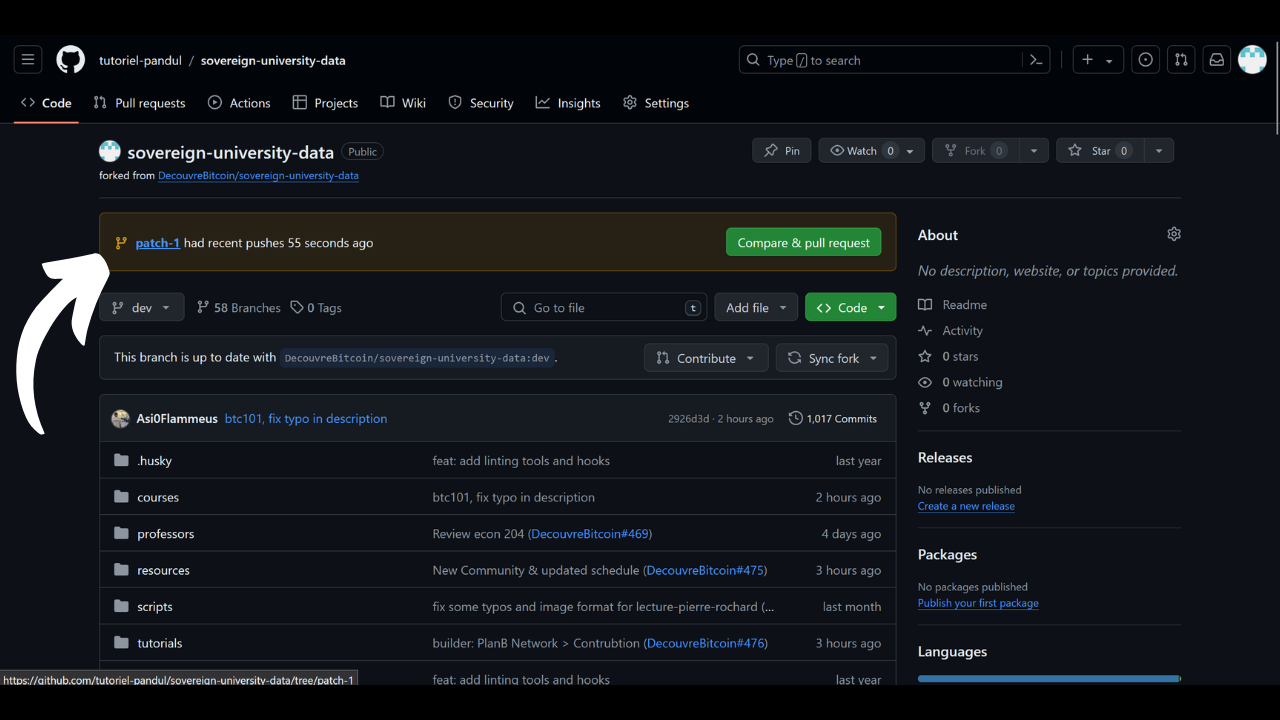 tutoriel-pandul / sovereign-university-data
Type / to search
Code Pull requests Actions Projects Wiki Security Insights Settings
sovereign-university-data Public
Pin Watch 0 Fork 0 Star 0
forked from DecouvreBitcoin/sovereign-university-data
patch-1 had recent pushes 55 seconds ago Compare & pull request
dev 58 Branches 0 Tags Go to file t Add file Code
This branch is up to date with DecouvreBitcoin/sovereign-university-data:dev. Contribute Sync fork
Asi0Flammeus btc101, fix typo in description 2926d3d · 2 hours ago 1,017 Commits
.husky feat: add linting tools and hooks last year
courses btc101, fix typo in description 2 hours ago
professors Review econ 204 (DecouvreBitcoin#469) 4 days ago
resources New Community & updated schedule (DecouvreBitcoin#475) 3 hours ago
scripts fix some typos and image format for lecture-pierre-rochard (... last month
tutorials builder: PlanB Network > Contrubtion (DecouvreBitcoin#476) 3 hours ago
feat: add linting tools and hooks last year
About
No description, website, or topics provided.
Readme
Activity
0 stars
0 watching
0 forks
Releases
No releases published
Create a new release
Packages
No packages published
Publish your first package
Languages
https://github.com/tutoriel-pandul/sovereign-university-data/tree/patch-1